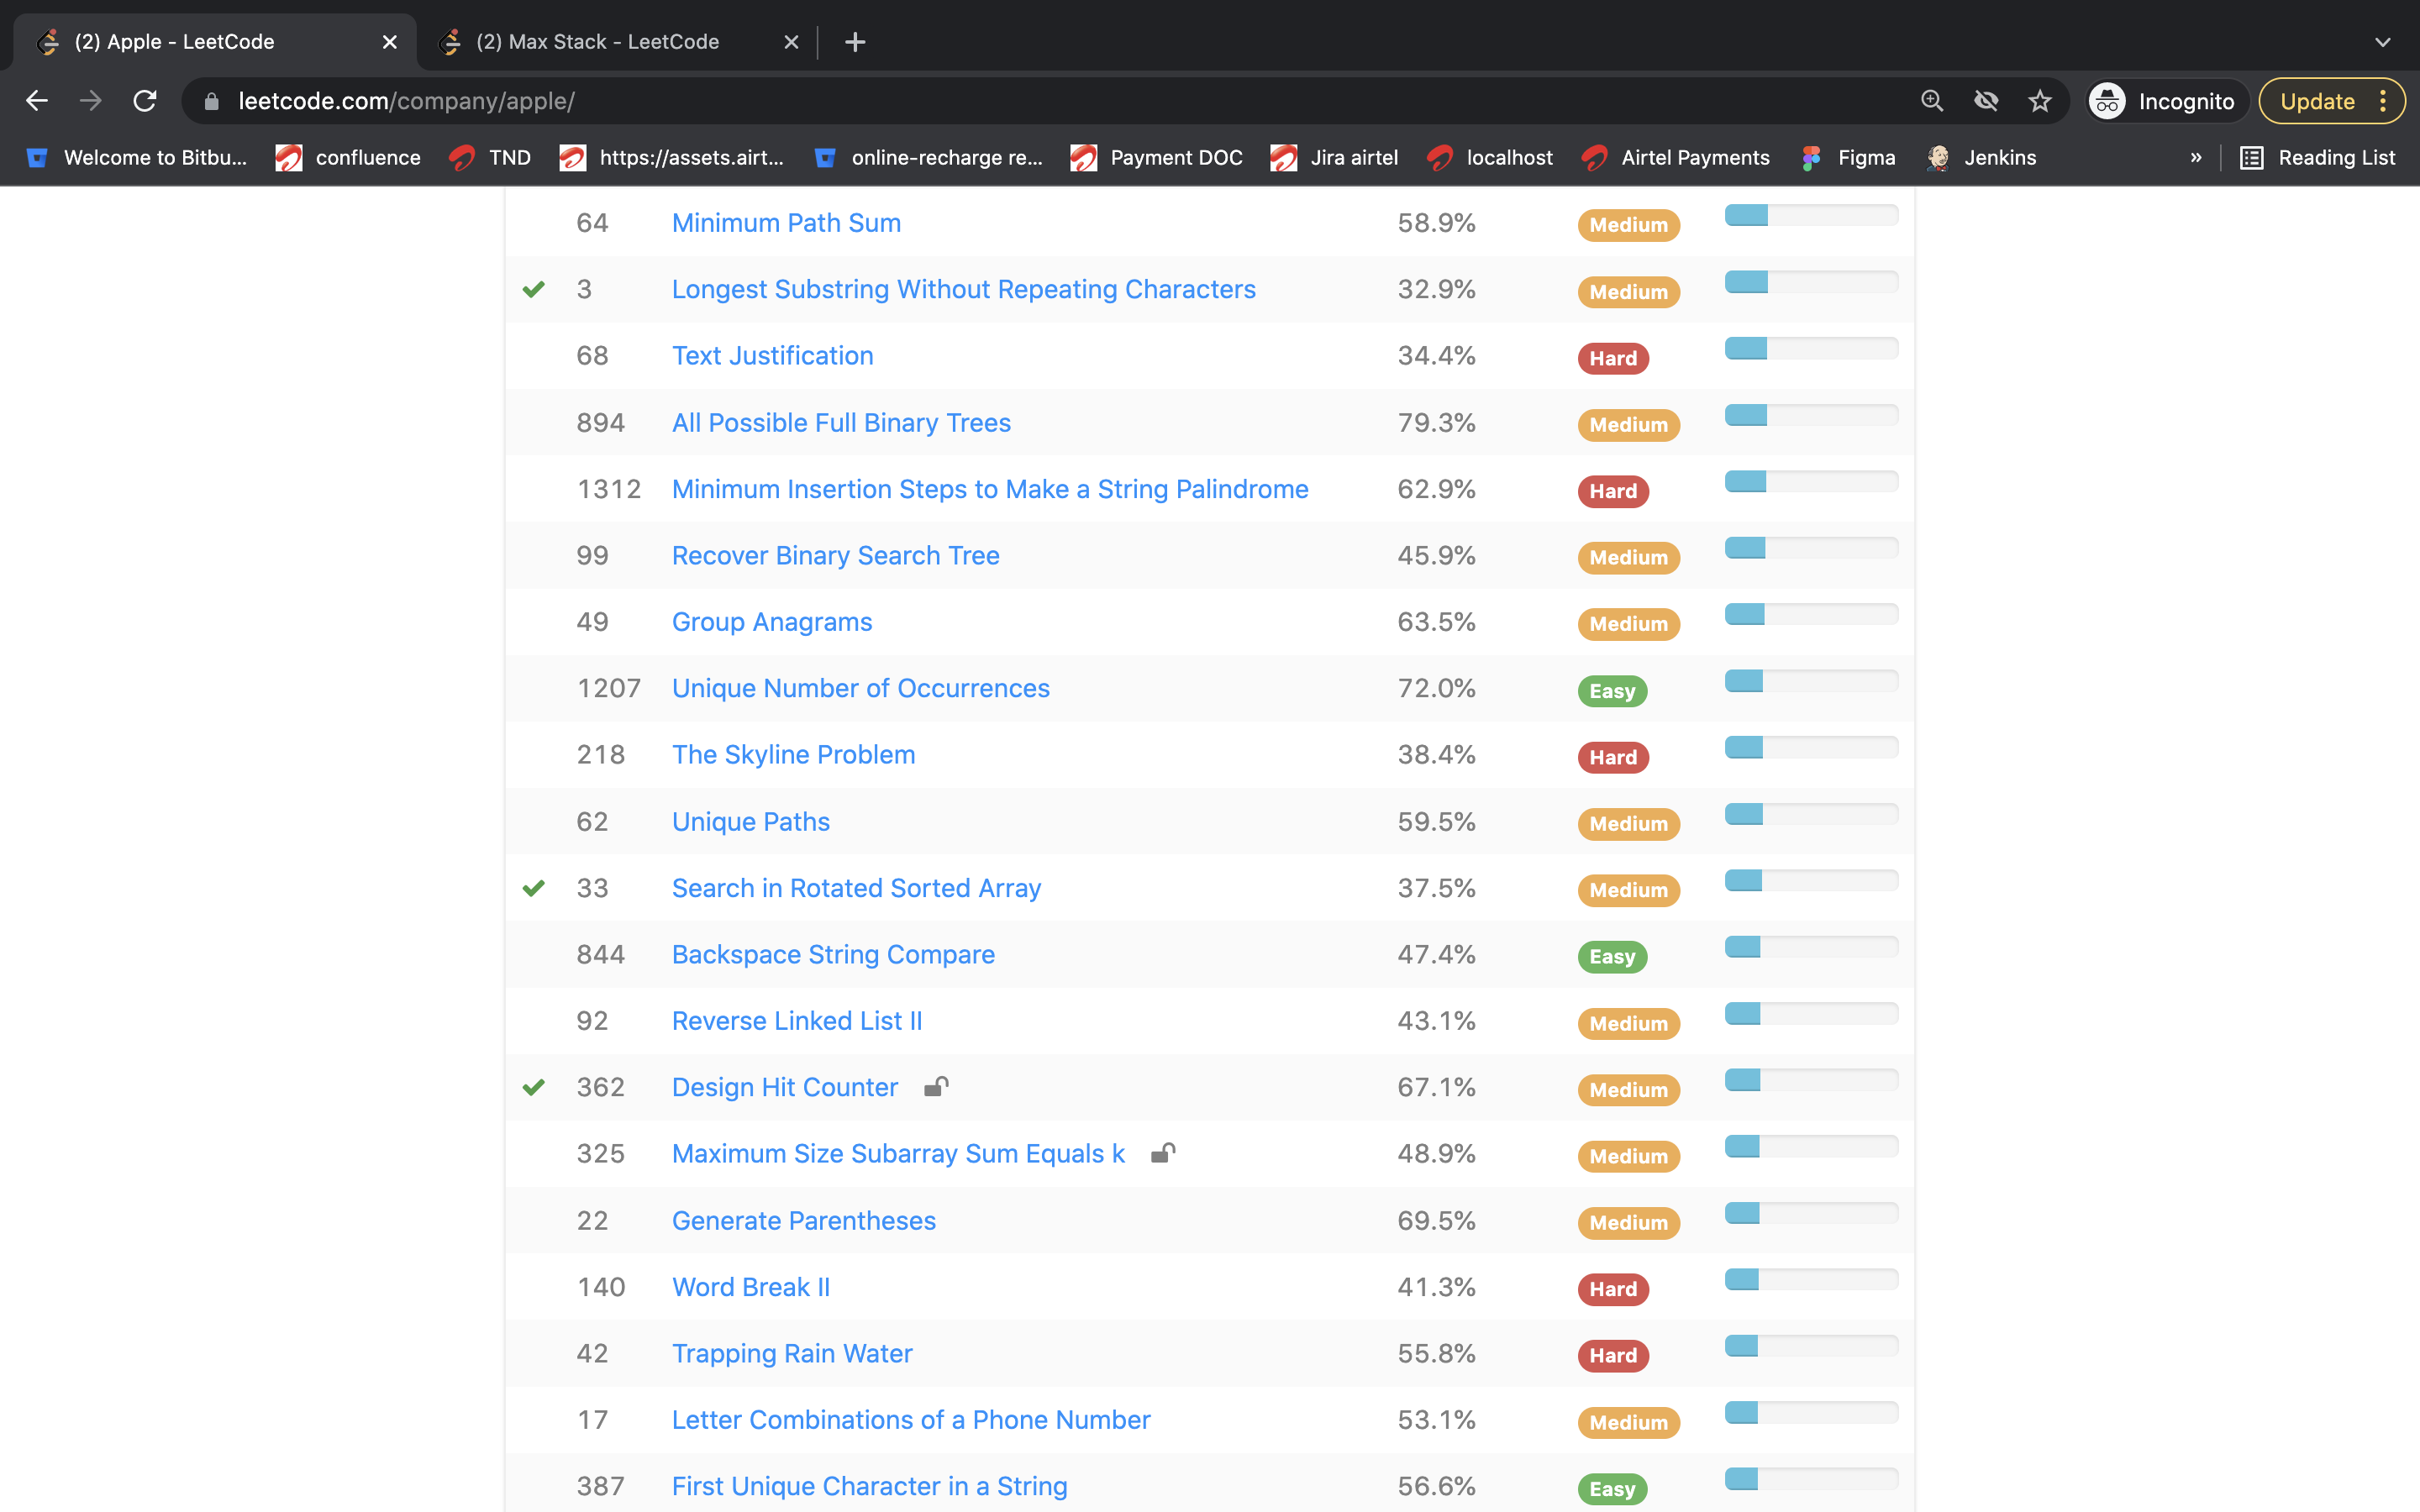 (2) Apple - LeetCode
(2) Max Stack - LeetCode
leetcode.com/company/apple/
Incognito
Update
Welcome to Bitbu...
confluence
TND
https://assets.airt...
online-recharge re...
Payment DOC
Jira airtel
localhost
Airtel Payments
Figma
Jenkins
»
Reading List
64 Minimum Path Sum 58.9% Medium
3 Longest Substring Without Repeating Characters 32.9% Medium
68 Text Justification 34.4% Hard
894 All Possible Full Binary Trees 79.3% Medium
1312 Minimum Insertion Steps to Make a String Palindrome 62.9% Hard
99 Recover Binary Search Tree 45.9% Medium
49 Group Anagrams 63.5% Medium
1207 Unique Number of Occurrences 72.0% Easy
218 The Skyline Problem 38.4% Hard
62 Unique Paths 59.5% Medium
33 Search in Rotated Sorted Array 37.5% Medium
844 Backspace String Compare 47.4% Easy
92 Reverse Linked List II 43.1% Medium
362 Design Hit Counter 67.1% Medium
325 Maximum Size Subarray Sum Equals k 48.9% Medium
22 Generate Parentheses 69.5% Medium
140 Word Break II 41.3% Hard
42 Trapping Rain Water 55.8% Hard
17 Letter Combinations of a Phone Number 53.1% Medium
387 First Unique Character in a String 56.6% Easy